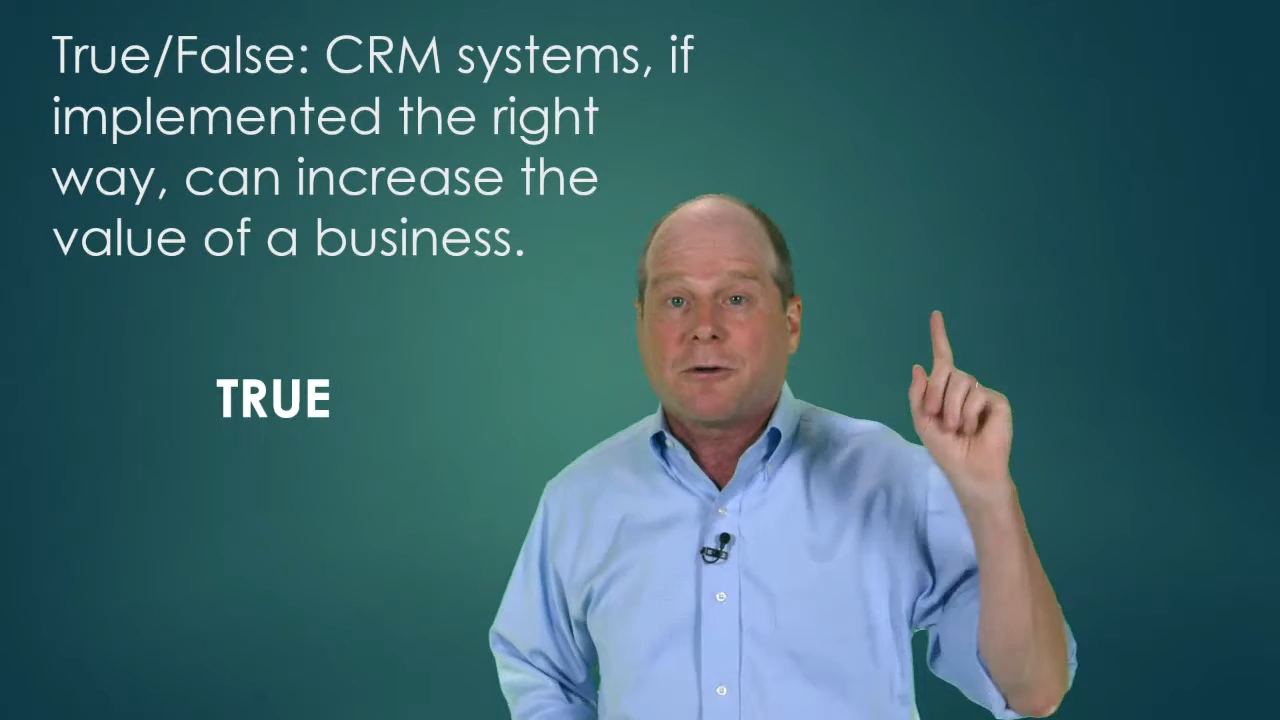 True/False: CRM systems, if
implemented the right
way, can increase the
value of a business.
TRUE